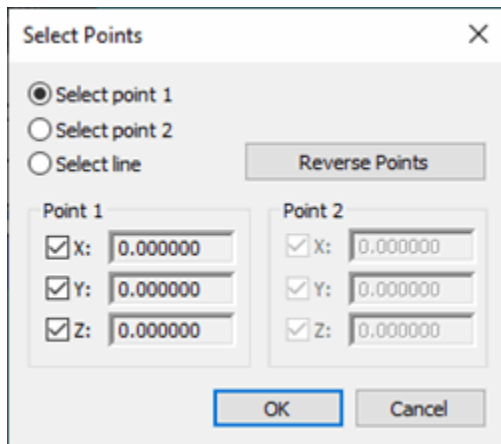 Select Points
Select point 1
Select point 2
Select line
Reverse Points
Point 1
X: 0.000000
Y: 0.000000
Z: 0.000000
Point 2
X: 0.000000
Y: 0.000000
Z: 0.000000
OK
Cancel